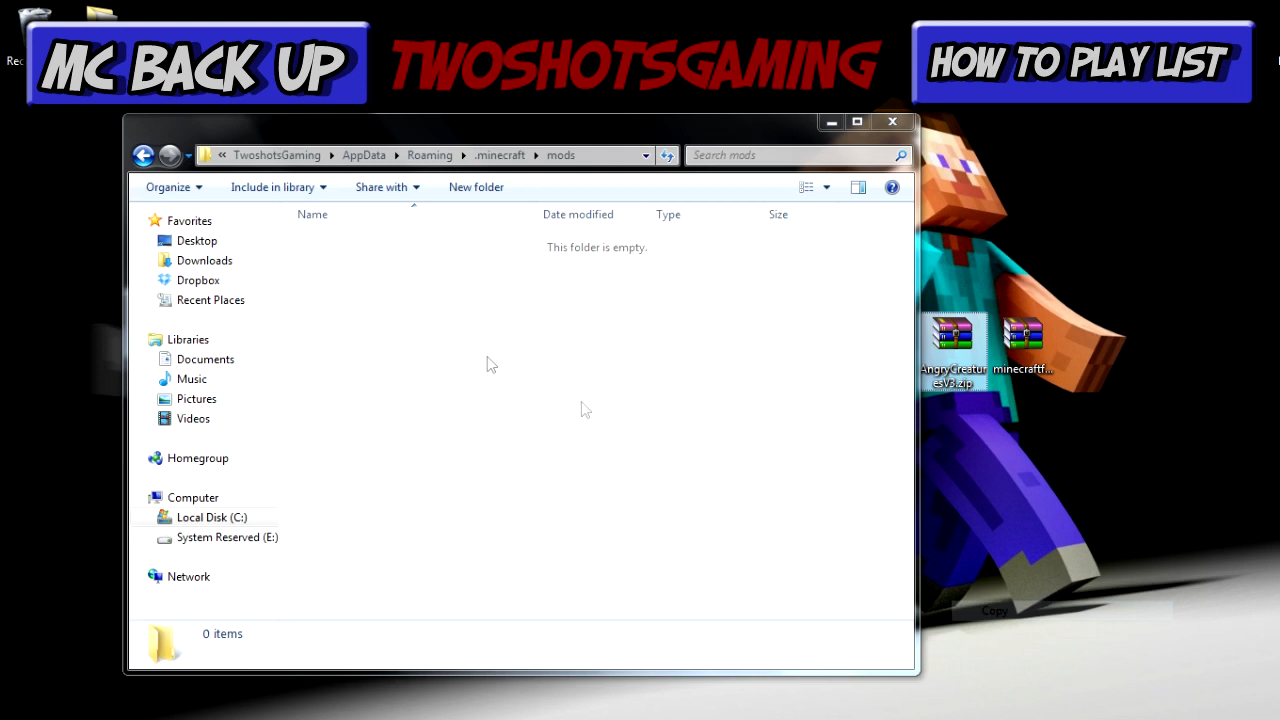 Rec
MC BACK UP
TWOSHOTSGAMING
HOW TO PLAY LIST
« TwoshotsGaming ▸ AppData ▸ Roaming ▸ .minecraft ▸ mods
Search mods
Organize
Include in library
Share with
New folder
Name
Date modified
Type
Size
This folder is empty.
Favorites
Desktop
Downloads
Dropbox
Recent Places
Libraries
Documents
Music
Pictures
Videos
Homegroup
Computer
Local Disk (C:)
System Reserved (E:)
Network
0 items
AngryCreatur
esV3.zip
minecraftf...
Copy